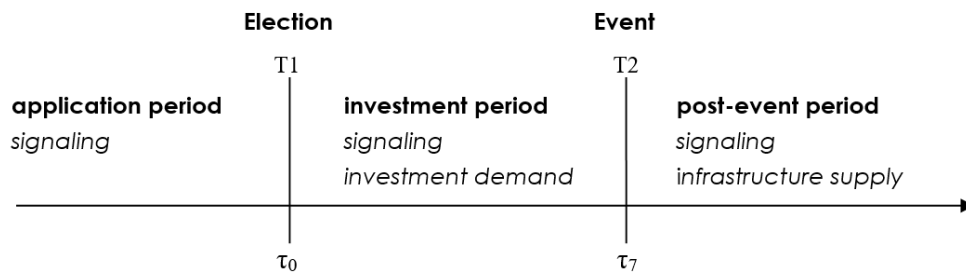 Election Event
T1 T2
application period investment period post-event period
signaling signaling signaling
investment demand infrastructure supply
τ0 τ7